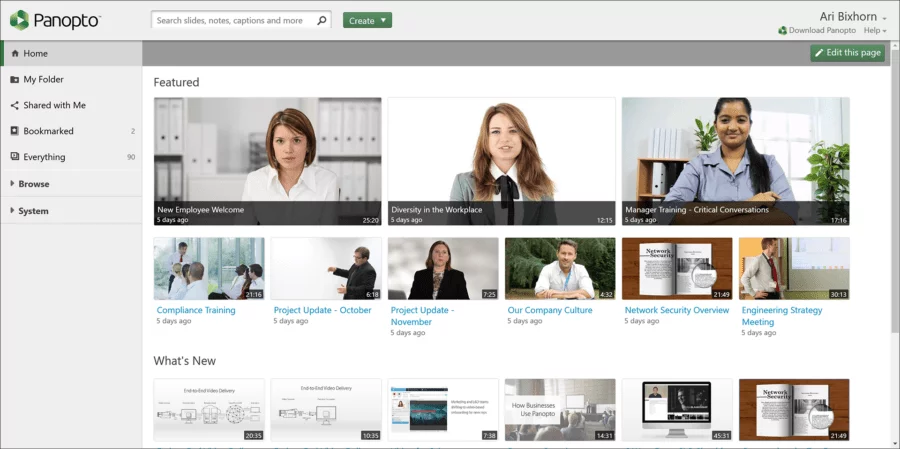 Panopto™
Search slides, notes, captions and more
Create
Ari Bixhorn
Download Panopto
Help
Home
Edit this page
My Folder
Shared with Me
Bookmarked 2
Everything 90
Browse
System
Featured
New Employee Welcome
5 days ago 25:20
Diversity in the Workplace
5 days ago 12:15
Manager Training - Critical Conversations
5 days ago 17:16
21:16
Compliance Training
5 days ago
6:18
Project Update - October
5 days ago
7:25
Project Update -
November
5 days ago
4:32
Our Company Culture
5 days ago
Network
Security
21:49
Network Security Overview
5 days ago
30:13
Engineering Strategy
Meeting
5 days ago
What's New
End-to-End Video Delivery
20:35
End-to-End Video Delivery
10:35
7:38
How Businesses
Use Panopto
14:31
45:31
Network
Security
21:49